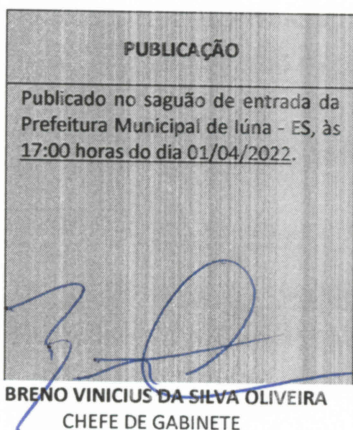 PUBLICAÇÃO
Publicado no saguão de entrada da
Prefeitura Municipal de Iúna - ES, às
17:00 horas do dia 01/04/2022.
BRENO VINICIUS DA SILVA OLIVEIRA
CHEFE DE GABINETE